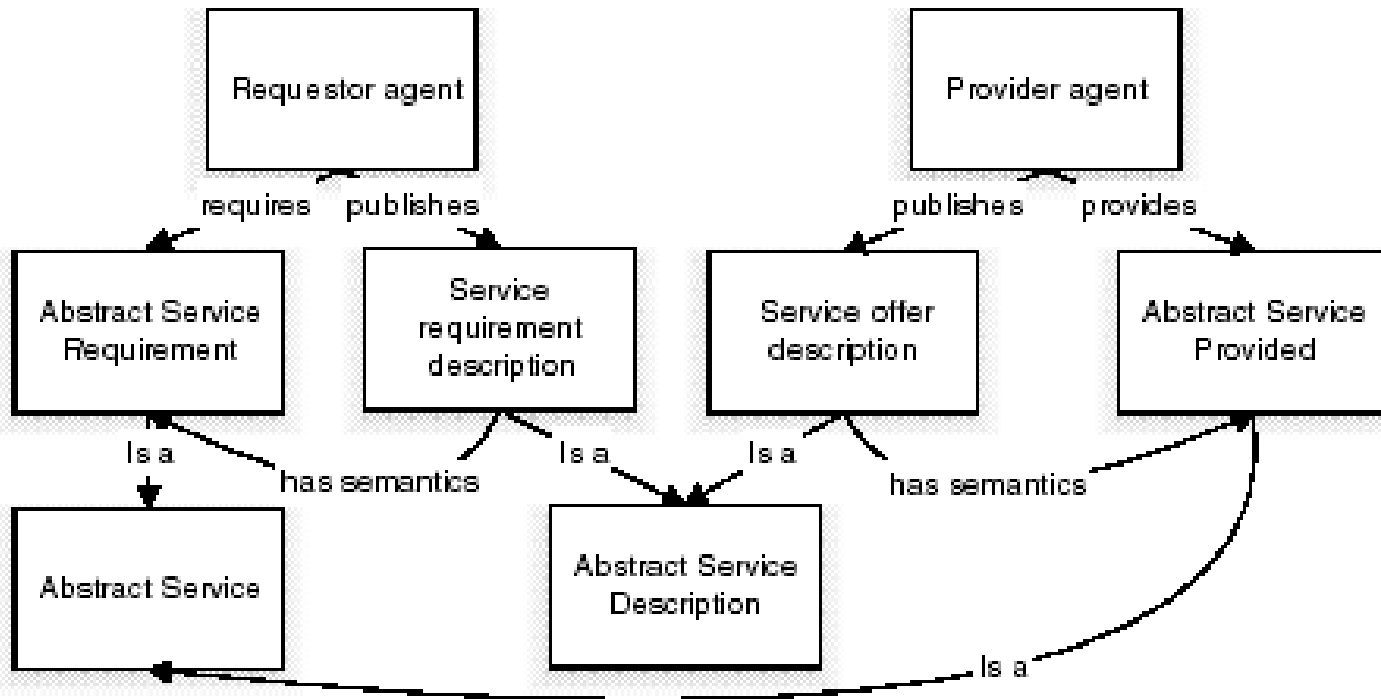 Requestor agent
Provider agent
requires
publishes
publishes
provides
Abstract Service
Requirement
Service
requirement
description
Service offer
description
Abstract Service
Provided
Is a
has semantics
Is a
Is a
has semantics
Abstract Service
Abstract Service
Description
Is a